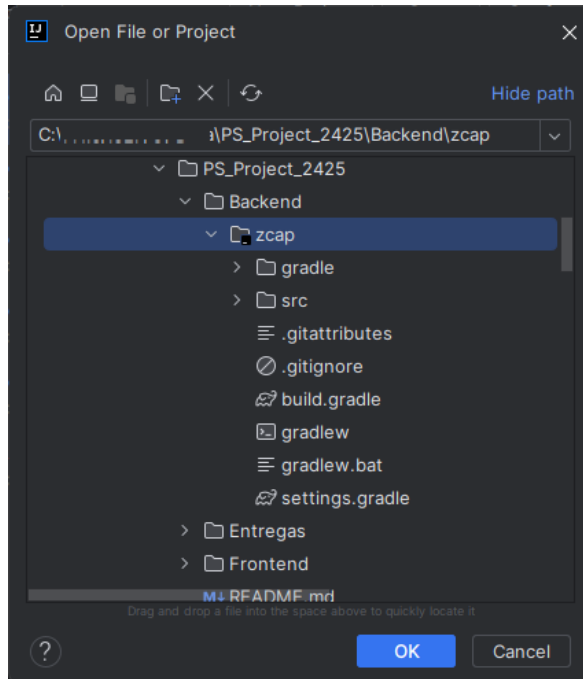 Open File or Project
Hide path
C:\ \PS_Project_2425\Backend\zcap
PS_Project_2425
Backend
zcap
gradle
src
.gitattributes
.gitignore
build.gradle
gradlew
gradlew.bat
settings.gradle
Entregas
Frontend
M↓ README.md
Drag and drop a file into the space above to quickly locate it
? OK Cancel